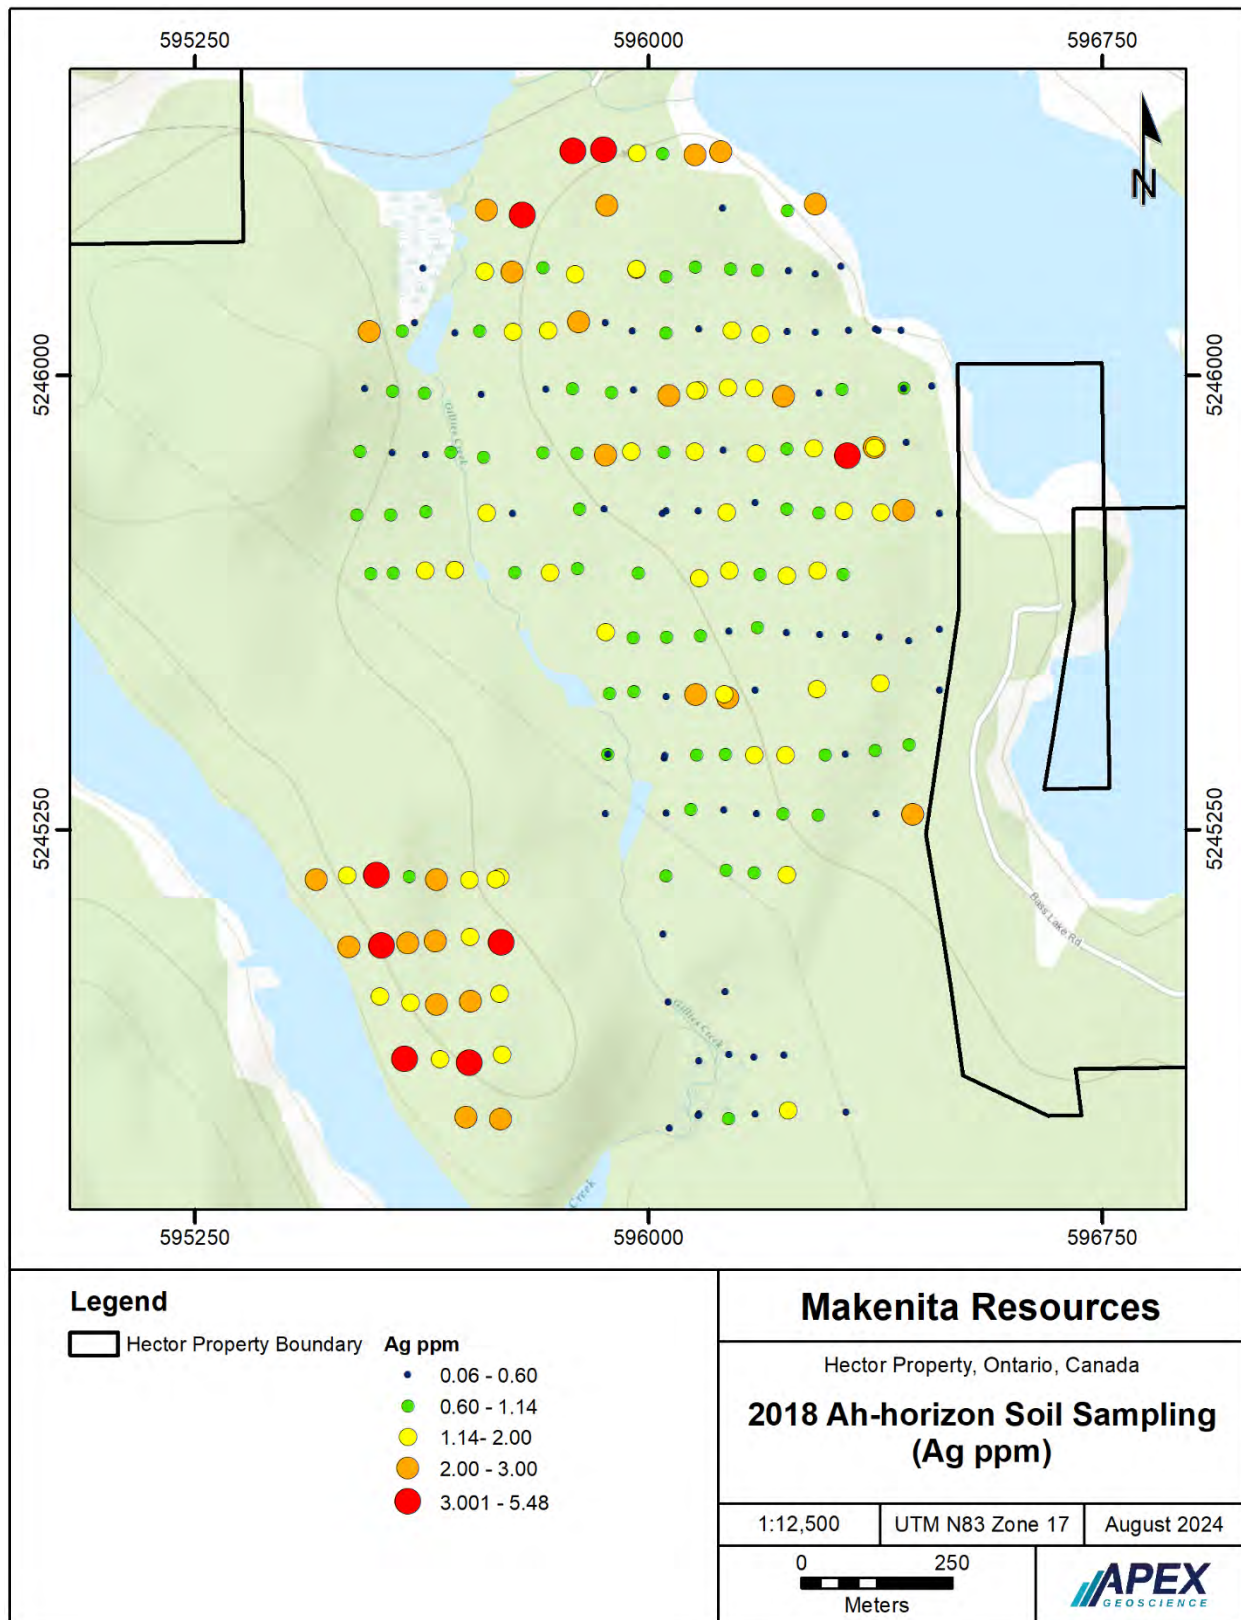 595250 596000 596750
N
5246000 5246000
Gillies Creek
5245250 5245250
Bass Lake Rd
Gillies Creek
Creek
595250 596000 596750
Legend
Hector Property Boundary
Ag ppm
0.06 - 0.60
0.60 - 1.14
1.14- 2.00
2.00 - 3.00
3.001 - 5.48
Makenita Resources
Hector Property, Ontario, Canada
2018 Ah-horizon Soil Sampling
(Ag ppm)
1:12,500 UTM N83 Zone 17 August 2024
0 250
Meters
APEX
GEOSCIENCE